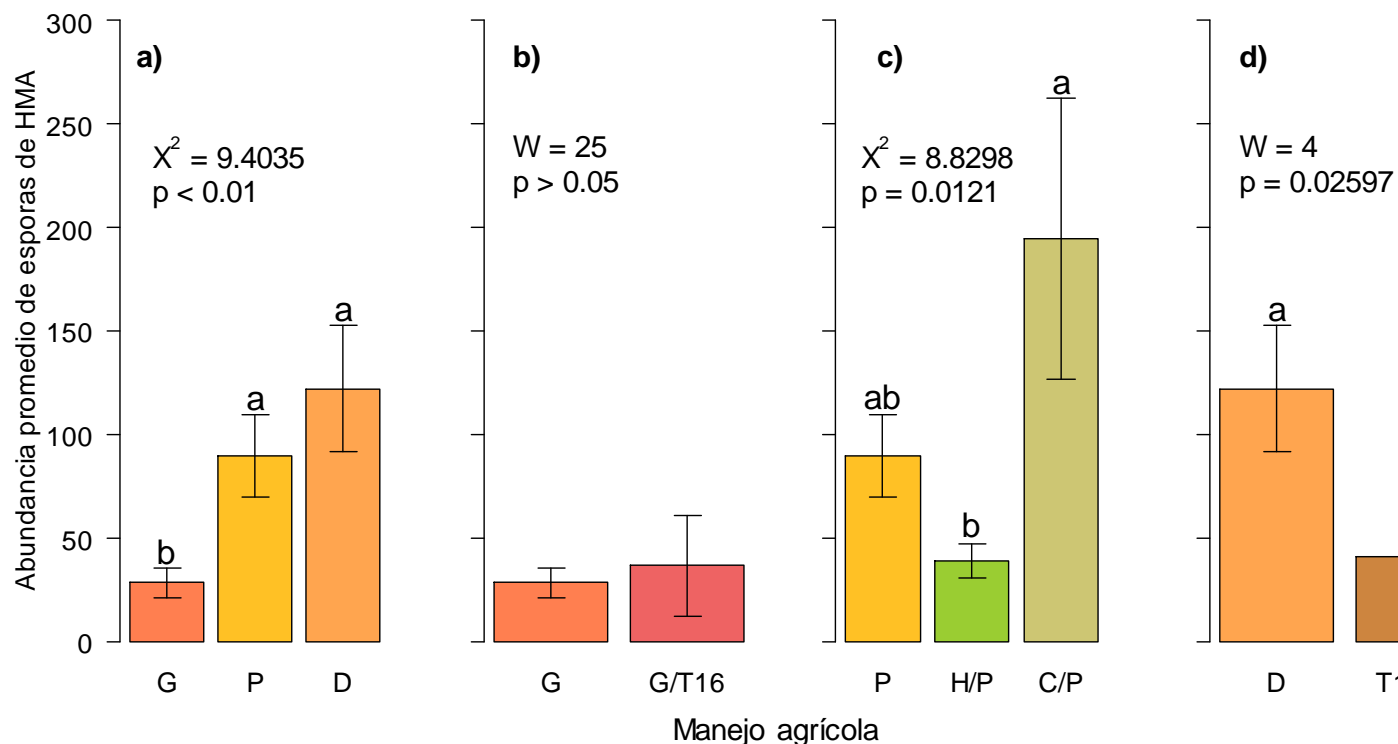 Abundancia promedio de esporas de HMA
300
250
200
150
100
50
0
a)
X² = 9.4035
p < 0.01
b
a
a
G P D
b)
W = 25
p > 0.05
G G/T16
c)
X² = 8.8298
p = 0.0121
ab
b
a
P H/P C/P
d)
W = 4
p = 0.02597
a
D
Manejo agrícola